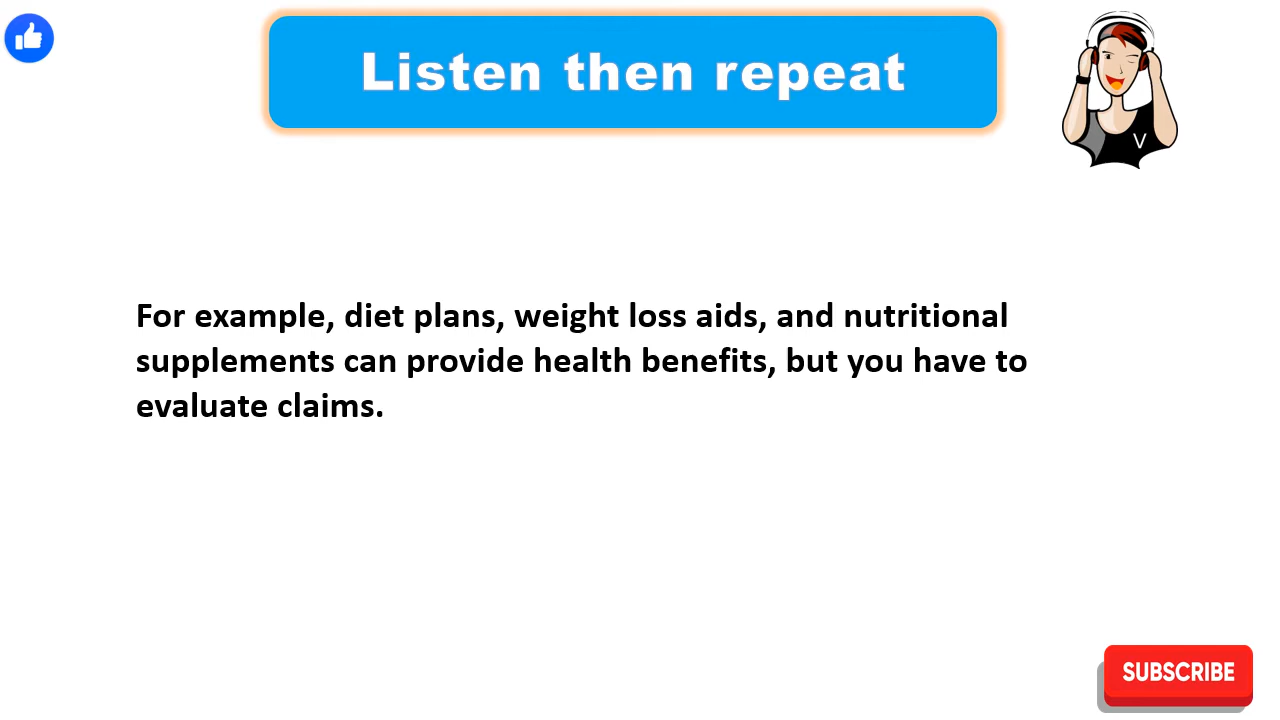 Listen then repeat
V
For example, diet plans, weight loss aids, and nutritional
supplements can provide health benefits, but you have to
evaluate claims.
SUBSCRIBE